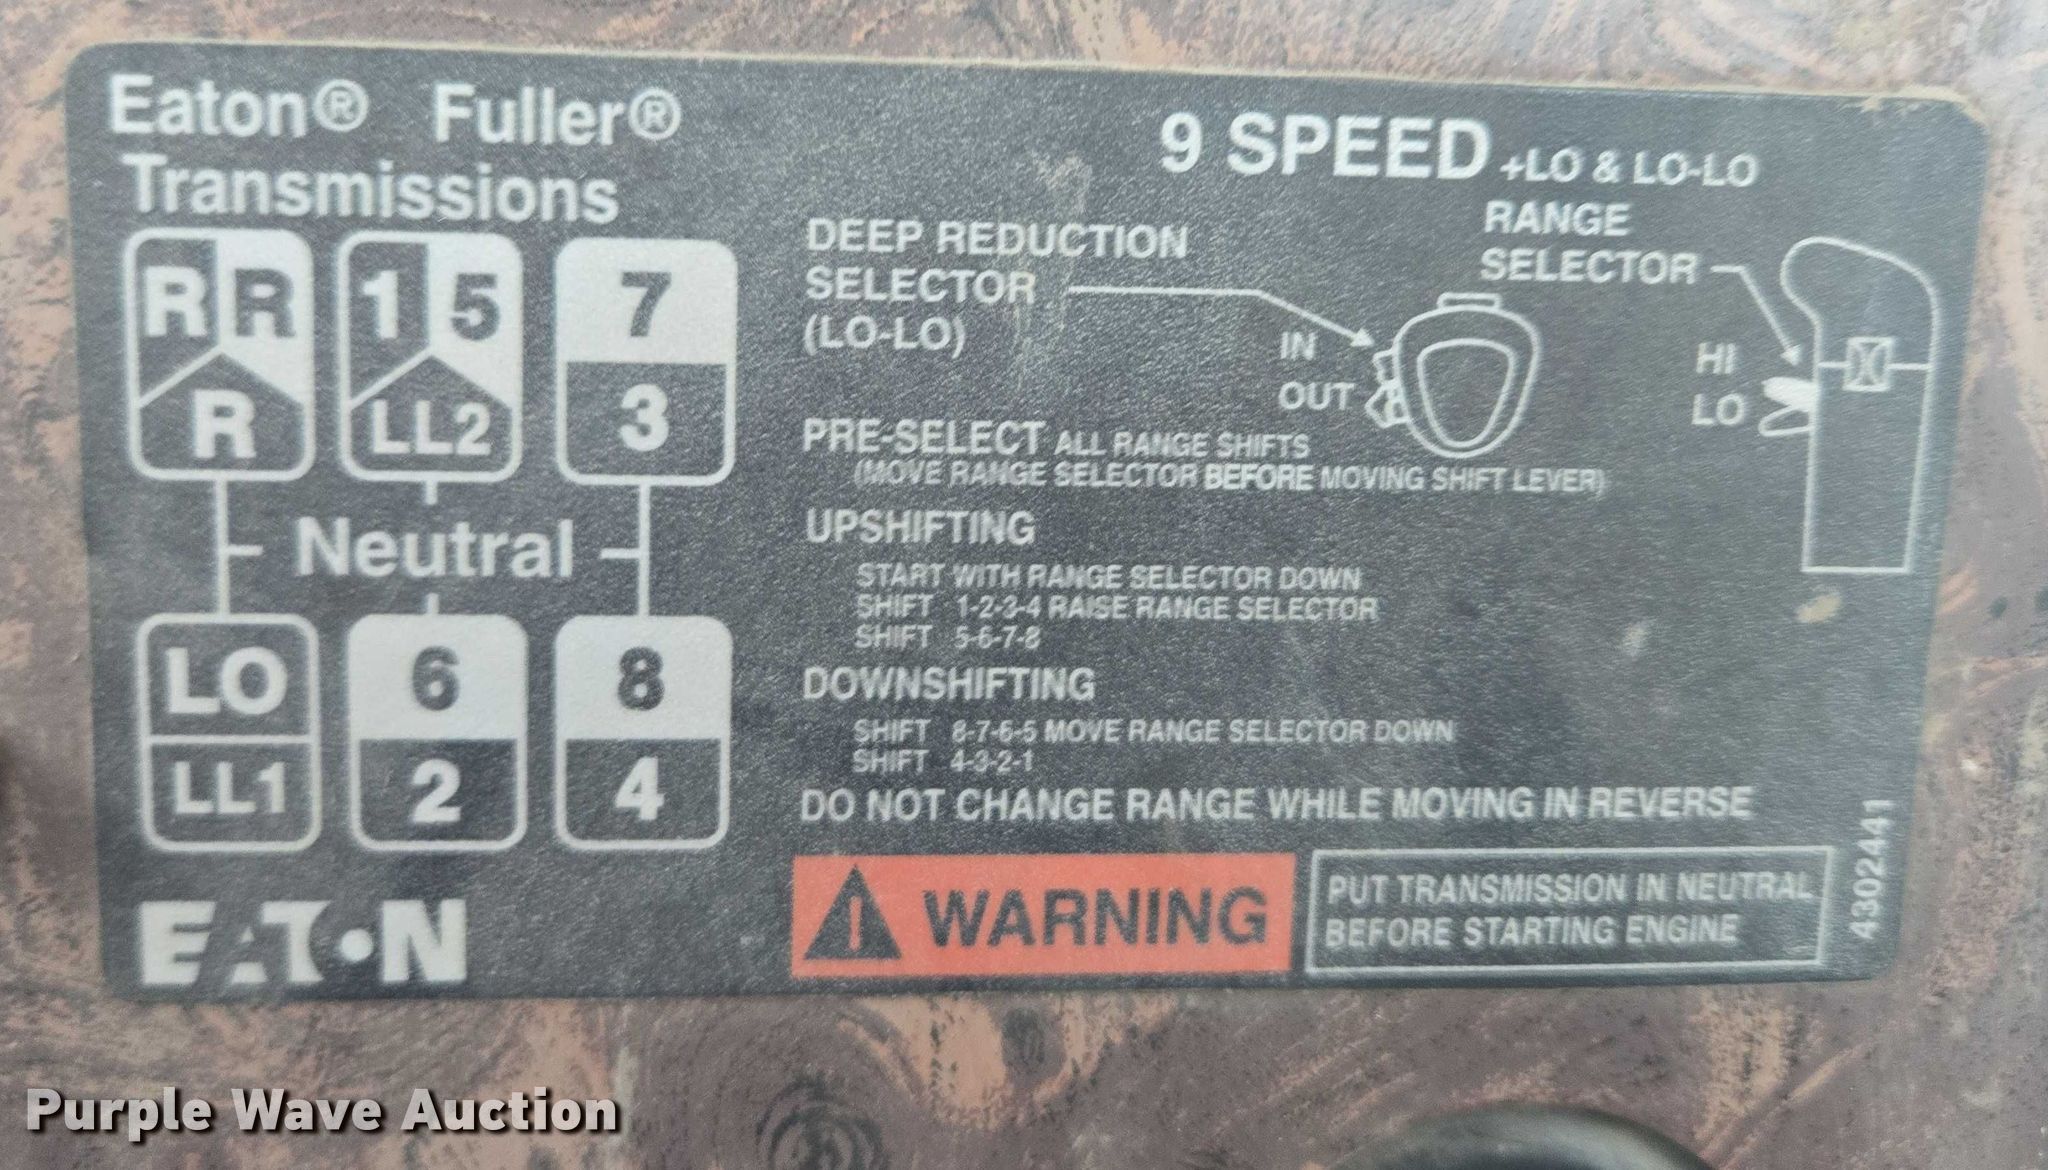 Eaton® Fuller®
Transmissions
9 SPEED +LO & LO-LO
R R
R
1 5
LL2
7
3
Neutral
LO
LL1
6
2
8
4
EATON
DEEP REDUCTION
SELECTOR
(LO-LO)
IN
OUT
RANGE
SELECTOR
HI
LO
PRE-SELECT ALL RANGE SHIFTS
(MOVE RANGE SELECTOR BEFORE MOVING SHIFT LEVER)
UPSHIFTING
START WITH RANGE SELECTOR DOWN
SHIFT 1-2-3-4 RAISE RANGE SELECTOR
SHIFT 5-6-7-8
DOWNSHIFTING
SHIFT 8-7-6-5 MOVE RANGE SELECTOR DOWN
SHIFT 4-3-2-1
DO NOT CHANGE RANGE WHILE MOVING IN REVERSE
! WARNING
PUT TRANSMISSION IN NEUTRAL
BEFORE STARTING ENGINE
4302441
Purple Wave Auction